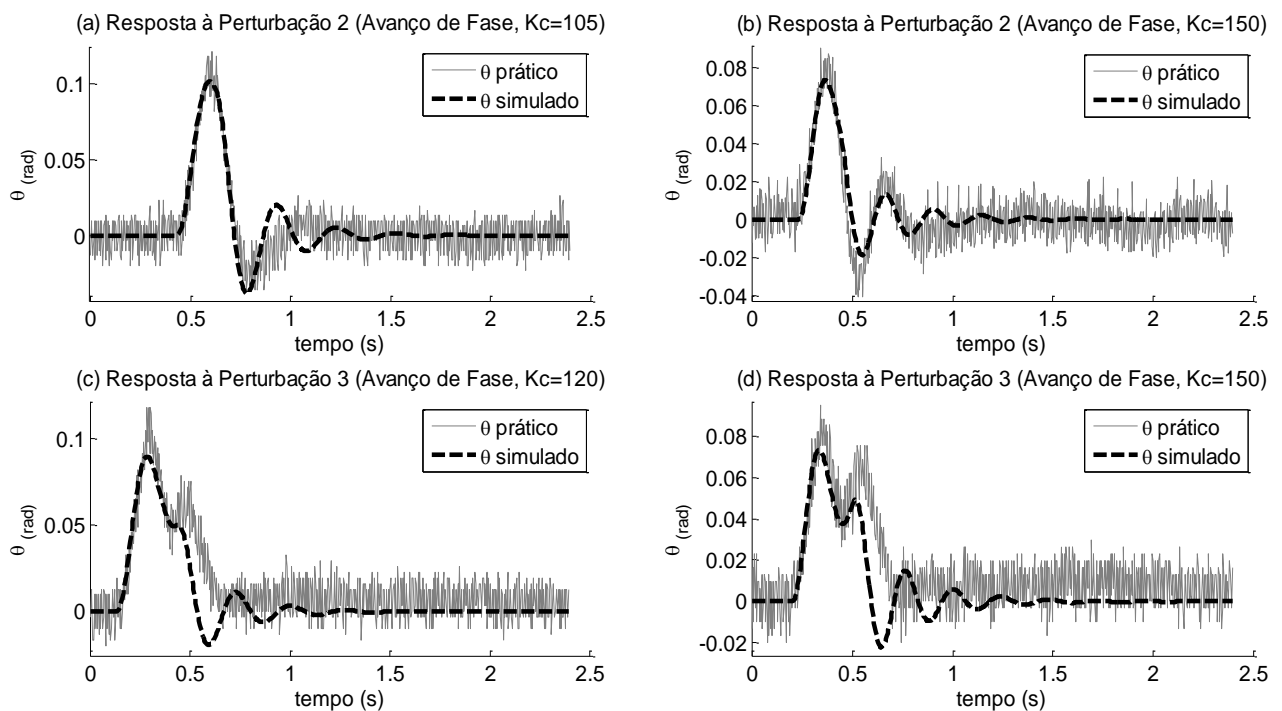 (a) Resposta à Perturbação 2 (Avanço de Fase, Kc=105)
θ prático
θ simulado
0.1
0.05
0
θ (rad)
0 0.5 1 1.5 2 2.5
tempo (s)
(b) Resposta à Perturbação 2 (Avanço de Fase, Kc=150)
θ prático
θ simulado
0.08
0.06
0.04
0.02
0
-0.02
-0.04
θ (rad)
0 0.5 1 1.5 2 2.5
tempo (s)
(c) Resposta à Perturbação 3 (Avanço de Fase, Kc=120)
θ prático
θ simulado
0.1
0.05
0
θ (rad)
0 0.5 1 1.5 2 2.5
tempo (s)
(d) Resposta à Perturbação 3 (Avanço de Fase, Kc=150)
θ prático
θ simulado
0.08
0.06
0.04
0.02
0
-0.02
θ (rad)
0 0.5 1 1.5 2 2.5
tempo (s)